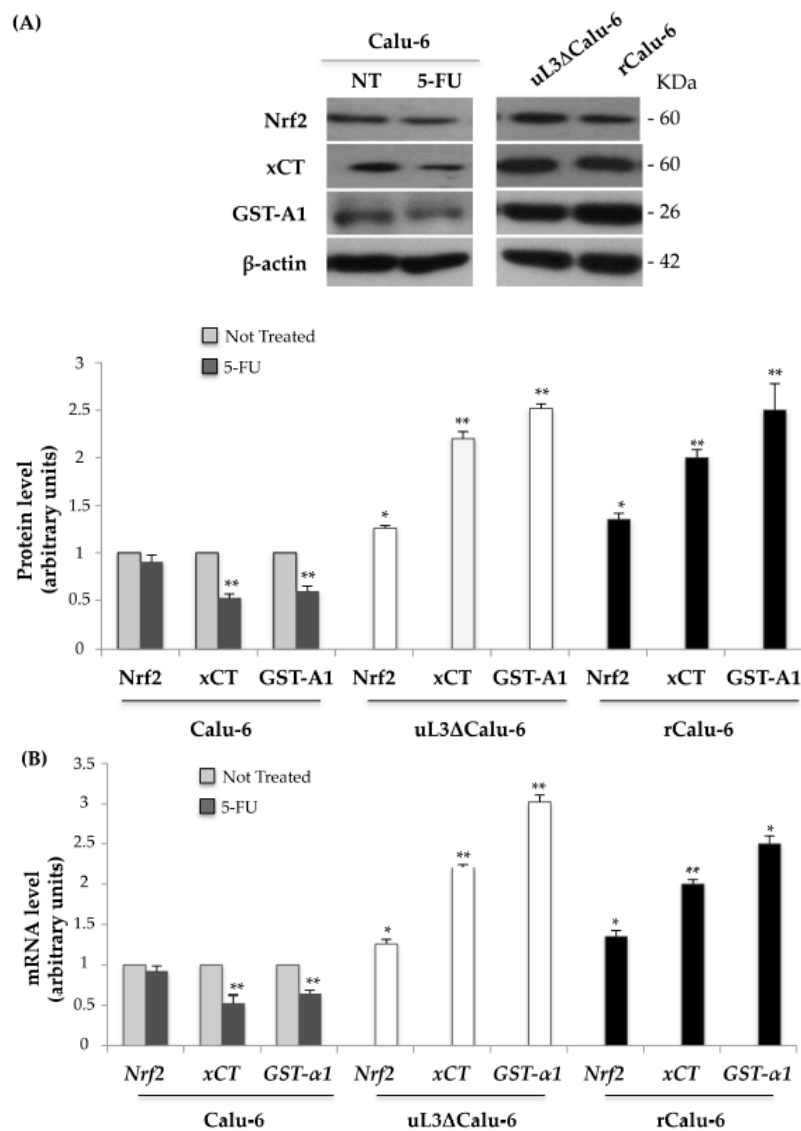 (A)
Calu-6
NT 5-FU
uL3ΔCalu-6
rCalu-6
KDa
Nrf2
- 60
xCT
- 60
GST-A1
- 26
β-actin
- 42
Not Treated
5-FU
Protein level
(arbitrary units)
3
2.5
2
1.5
1
0.5
0
**
**
*
**
**
*
**
**
Nrf2 xCT GST-A1 Nrf2 xCT GST-A1 Nrf2 xCT GST-A1
Calu-6 uL3ΔCalu-6 rCalu-6
(B)
Not Treated
5-FU
mRNA level
(arbitrary units)
3.5
3
2.5
2
1.5
1
0.5
0
**
**
*
**
**
*
**
*
Nrf2 xCT GST-α1 Nrf2 xCT GST-α1 Nrf2 xCT GST-α1
Calu-6 uL3ΔCalu-6 rCalu-6